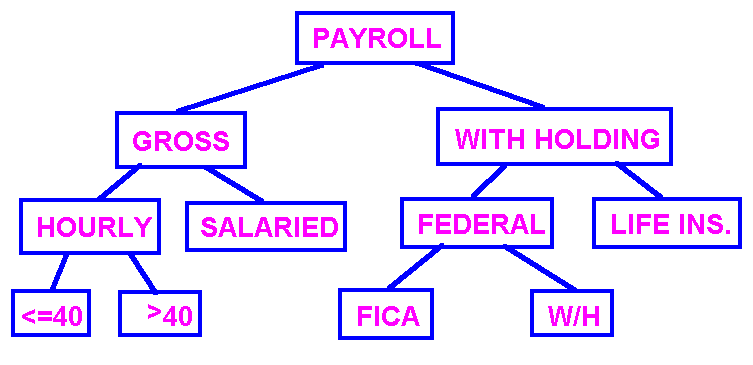 PAYROLL
GROSS
WITH HOLDING
HOURLY
SALARIED
FEDERAL
LIFE INS.
<=40
>40
FICA
W/H